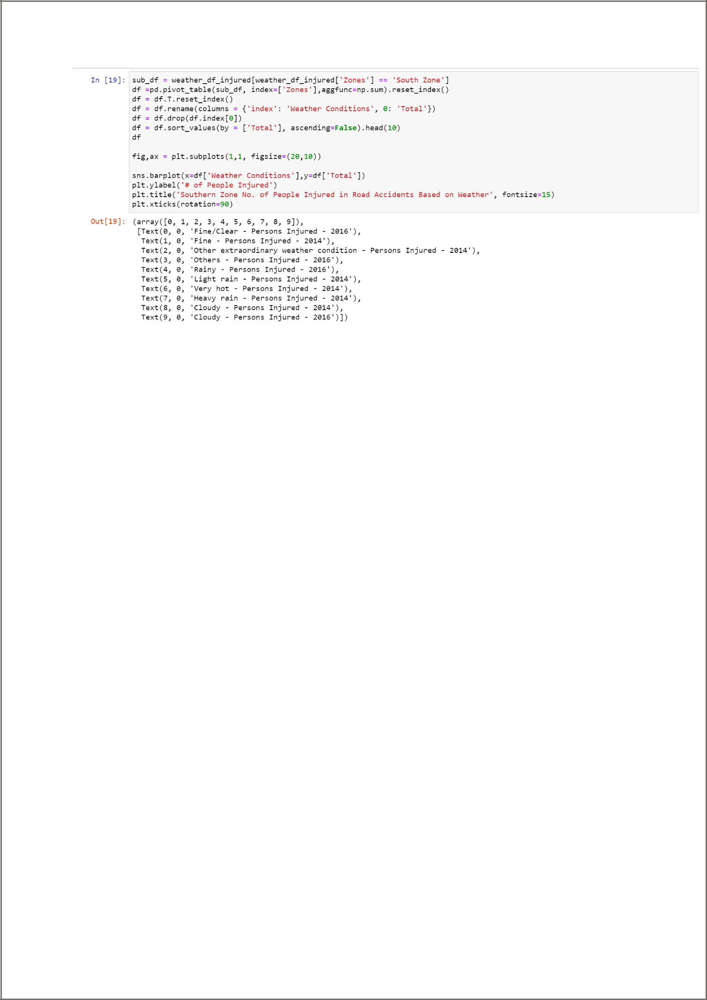 In [19]: sub_df = weather_df_injured[weather_df_injured['Zones'] == 'South Zone']
df =pd.pivot_table(sub_df, index=['Zones'],aggfunc=np.sum).reset_index()
df = df.T.reset_index()
df = df.rename(columns = {'index': 'Weather Conditions', 0: 'Total'})
df = df.drop(df.index[0])
df = df.sort_values(by = ['Total'], ascending=False).head(10)
df
fig,ax = plt.subplots(1,1, figsize=(20,10))
sns.barplot(x=df['Weather Conditions'],y=df['Total'])
plt.ylabel('# of People Injured')
plt.title('Southern Zone No. of People Injured in Road Accidents Based on Weather', fontsize=15)
plt.xticks(rotation=90)
Out[19]: (array([0, 1, 2, 3, 4, 5, 6, 7, 8, 9]),
[Text(0, 0, 'Fine/Clear - Persons Injured - 2016'),
Text(1, 0, 'Fine - Persons Injured - 2014'),
Text(2, 0, 'Other extraordinary weather condition - Persons Injured - 2014'),
Text(3, 0, 'Others - Persons Injured - 2016'),
Text(4, 0, 'Rainy - Persons Injured - 2016'),
Text(5, 0, 'Light rain - Persons Injured - 2014'),
Text(6, 0, 'Very hot - Persons Injured - 2014'),
Text(7, 0, 'Heavy rain - Persons Injured - 2014'),
Text(8, 0, 'Cloudy - Persons Injured - 2014'),
Text(9, 0, 'Cloudy - Persons Injured - 2016')])